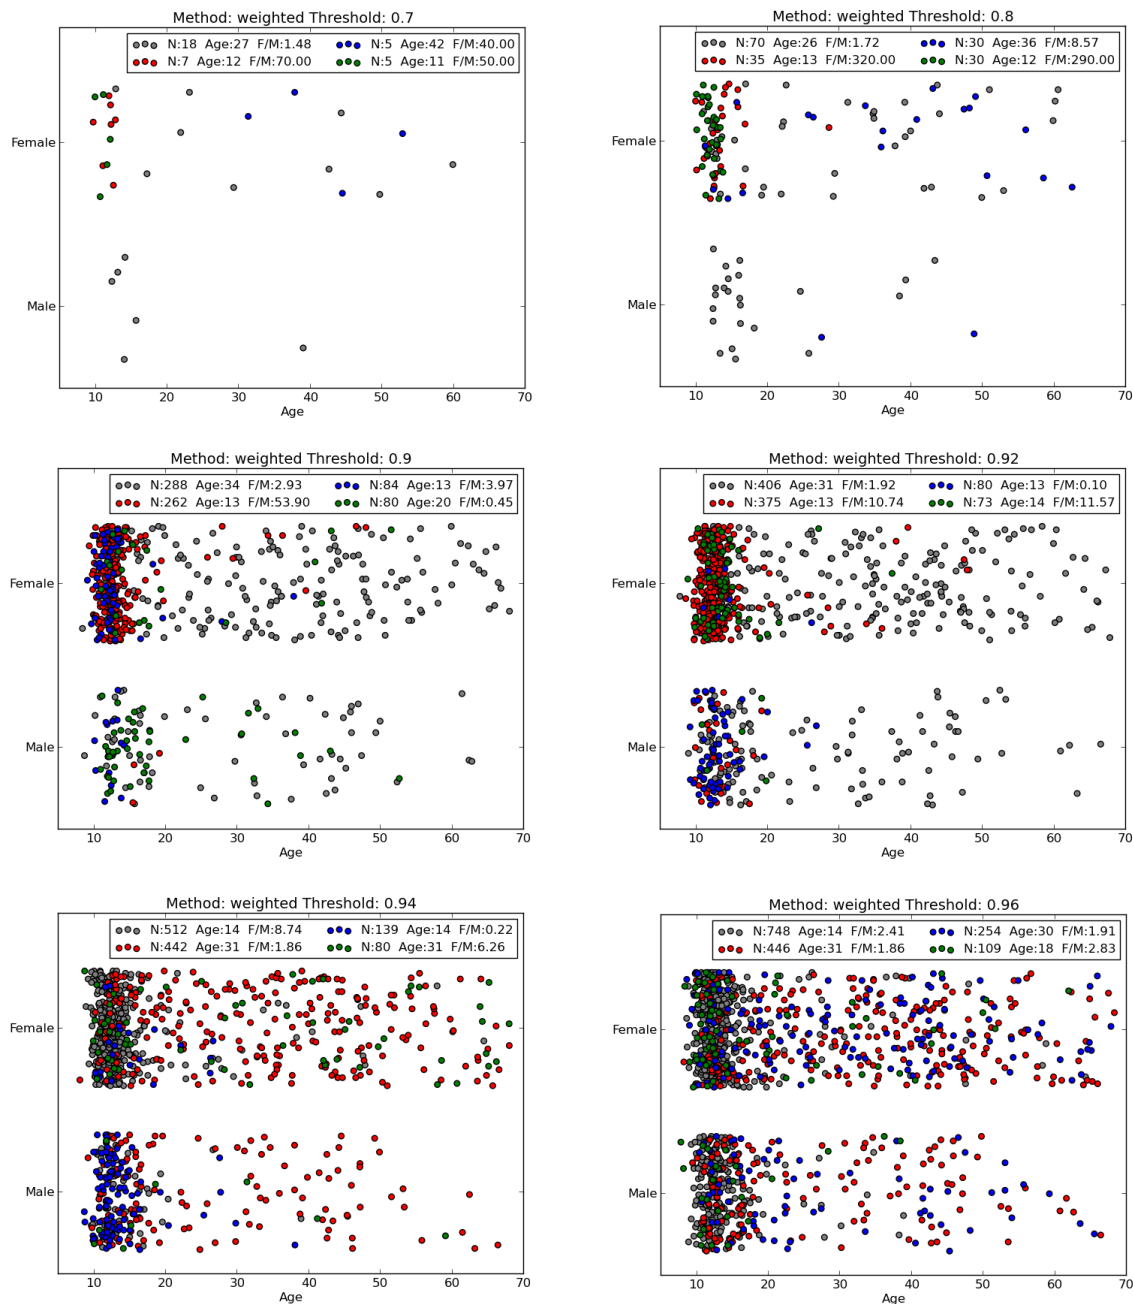 Method: weighted Threshold: 0.7
N:18 Age:27 F/M:1.48 N:5 Age:42 F/M:40.00
N:7 Age:12 F/M:70.00 N:5 Age:11 F/M:50.00
Female
Male
10 20 30 40 50 60 70
Age
Method: weighted Threshold: 0.8
N:70 Age:26 F/M:1.72 N:30 Age:36 F/M:8.57
N:35 Age:13 F/M:320.00 N:30 Age:12 F/M:290.00
Female
Male
10 20 30 40 50 60 70
Age
Method: weighted Threshold: 0.9
N:288 Age:34 F/M:2.93 N:84 Age:13 F/M:3.97
N:262 Age:13 F/M:53.90 N:80 Age:20 F/M:0.45
Female
Male
10 20 30 40 50 60 70
Age
Method: weighted Threshold: 0.92
N:406 Age:31 F/M:1.92 N:80 Age:13 F/M:0.10
N:375 Age:13 F/M:10.74 N:73 Age:14 F/M:11.57
Female
Male
10 20 30 40 50 60 70
Age
Method: weighted Threshold: 0.94
N:512 Age:14 F/M:8.74 N:139 Age:14 F/M:0.22
N:442 Age:31 F/M:1.86 N:80 Age:31 F/M:6.26
Female
Male
10 20 30 40 50 60 70
Age
Method: weighted Threshold: 0.96
N:748 Age:14 F/M:2.41 N:254 Age:30 F/M:1.91
N:446 Age:31 F/M:1.86 N:109 Age:18 F/M:2.83
Female
Male
10 20 30 40 50 60 70
Age